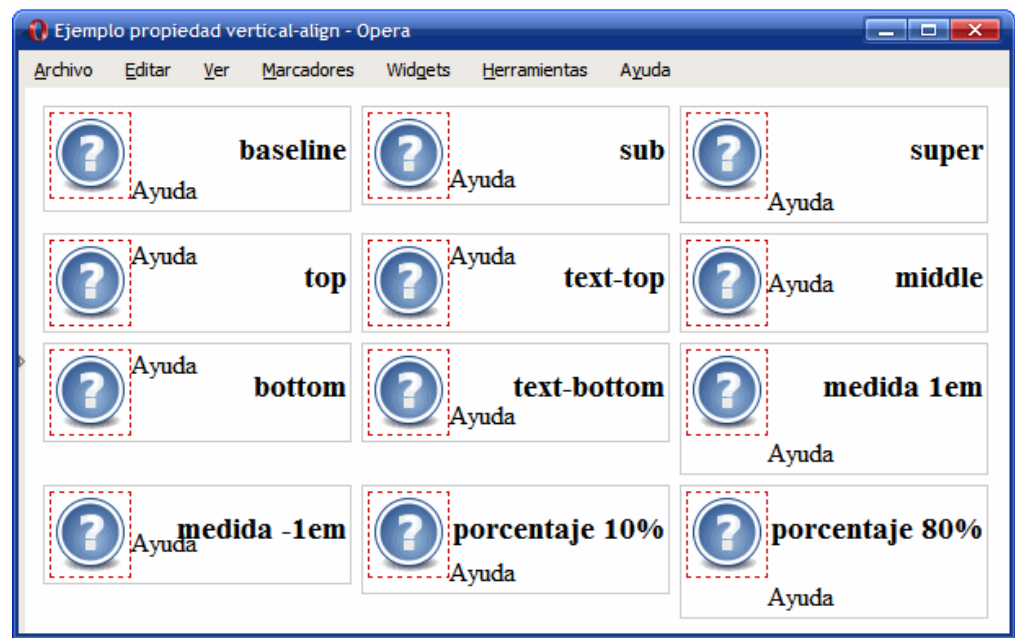 Ejemplo propiedad vertical-align - Opera
Archivo Editar Ver Marcadores Widgets Herramientas Ayuda
baseline
Ayuda
sub
Ayuda
super
Ayuda
Ayuda
top
Ayuda
text-top
Ayuda
middle
Ayuda
bottom
text-bottom
Ayuda
medida 1em
Ayuda
medida -1em
Ayuda
porcentaje 10%
Ayuda
porcentaje 80%
Ayuda